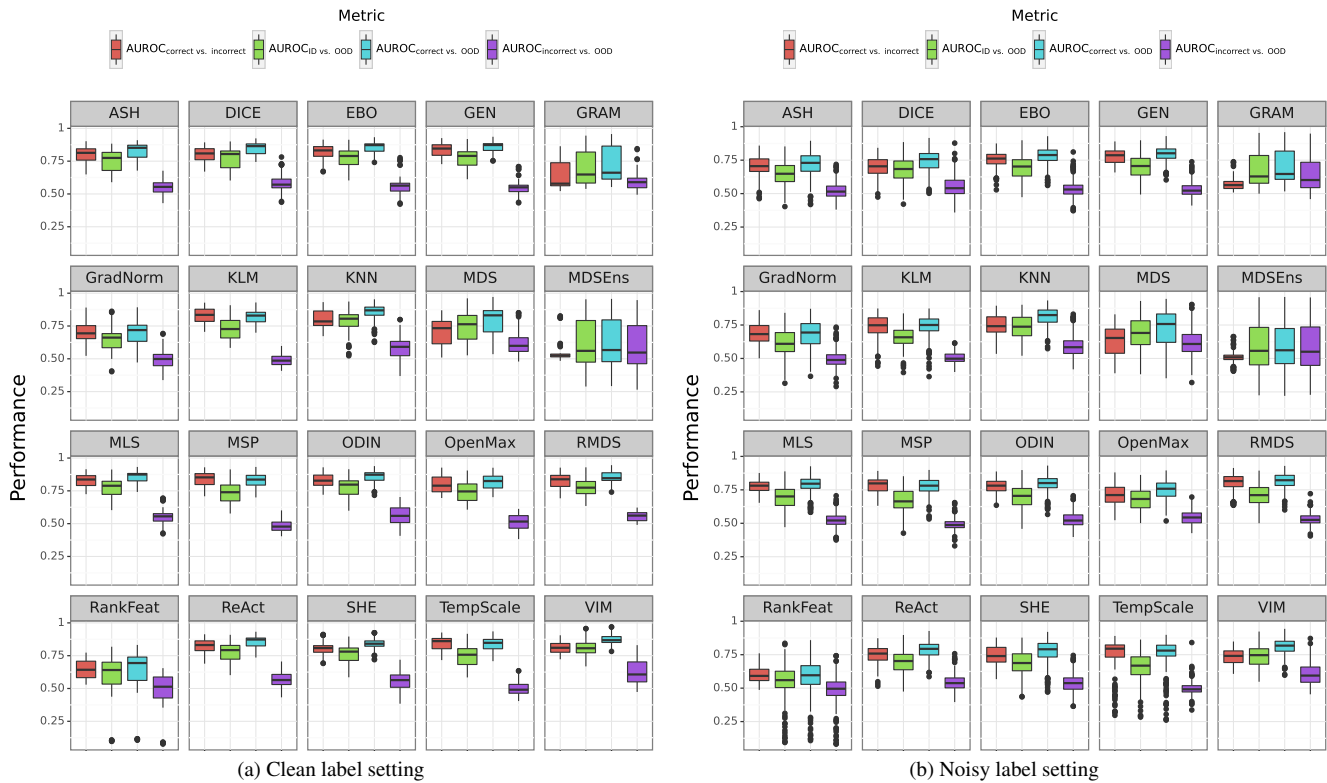 Metric
AUROCcorrect vs. incorrect AUROCID vs. OOD AUROCcorrect vs. OOD AUROCincorrect vs. OOD
Performance
ASH DICE EBO GEN GRAM
1
0.75
0.50
0.25
GradNorm KLM KNN MDS MDSEns
1
0.75
0.50
0.25
MLS MSP ODIN OpenMax RMDS
1
0.75
0.50
0.25
RankFeat ReAct SHE TempScale VIM
1
0.75
0.50
0.25
(a) Clean label setting
Metric
AUROCcorrect vs. incorrect AUROCID vs. OOD AUROCcorrect vs. OOD AUROCincorrect vs. OOD
Performance
ASH DICE EBO GEN GRAM
1
0.75
0.50
0.25
GradNorm KLM KNN MDS MDSEns
1
0.75
0.50
0.25
MLS MSP ODIN OpenMax RMDS
1
0.75
0.50
0.25
RankFeat ReAct SHE TempScale VIM
1
0.75
0.50
0.25
(b) Noisy label setting